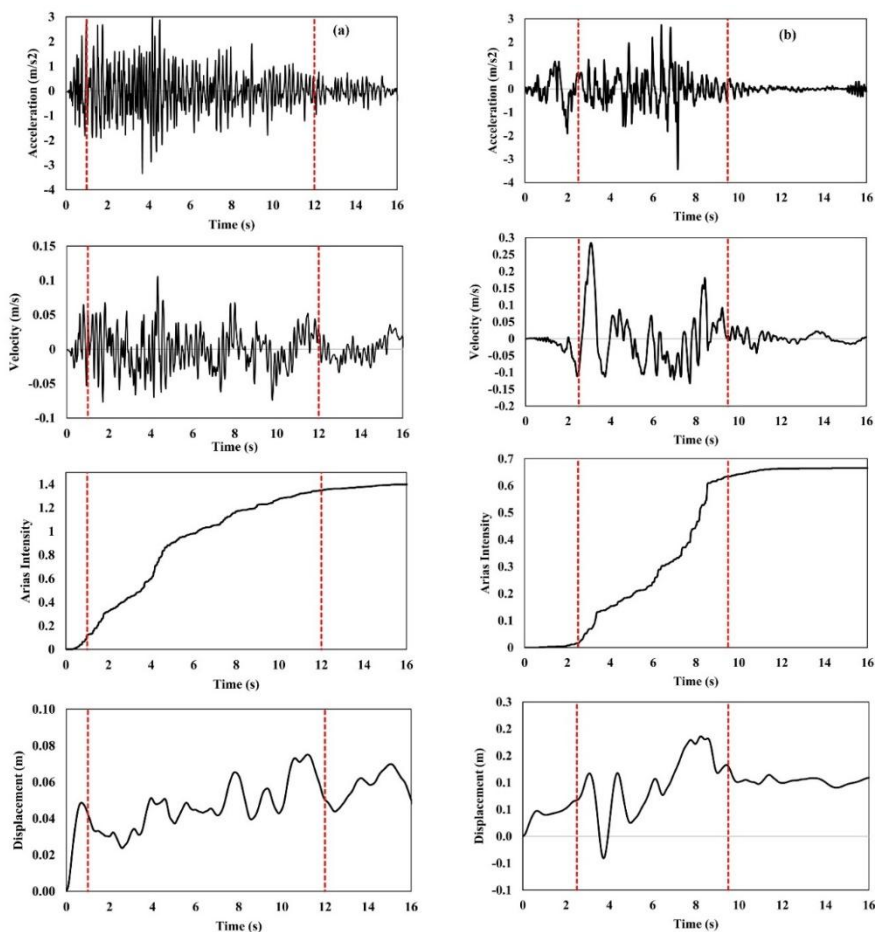 (a)
Acceleration (m/s2)
3
2
1
0
-1
-2
-3
-4
0 2 4 6 8 10 12 14 16
Time (s)
(b)
Acceleration (m/s2)
3
2
1
0
-1
-2
-3
-4
0 2 4 6 8 10 12 14 16
Time (s)
Velocity (m/s)
0.15
0.1
0.05
0
-0.05
-0.1
0 2 4 6 8 10 12 14 16
Time (s)
Velocity (m/s)
0.3
0.25
0.2
0.15
0.1
0.05
0
-0.05
-0.1
-0.15
-0.2
0 2 4 6 8 10 12 14 16
Time (s)
Arias Intensity
1.4
1.2
1
0.8
0.6
0.4
0.2
0
0 2 4 6 8 10 12 14 16
Time (s)
Arias Intensity
0.7
0.6
0.5
0.4
0.3
0.2
0.1
0
0 2 4 6 8 10 12 14 16
Time (s)
Displacement (m)
0.10
0.08
0.06
0.04
0.02
0.00
0 2 4 6 8 10 12 14 16
Time (s)
Displacement (m)
0.3
0.2
0.2
0.1
0.1
0.0
-0.1
-0.1
0 2 4 6 8 10 12 14 16
Time (s)